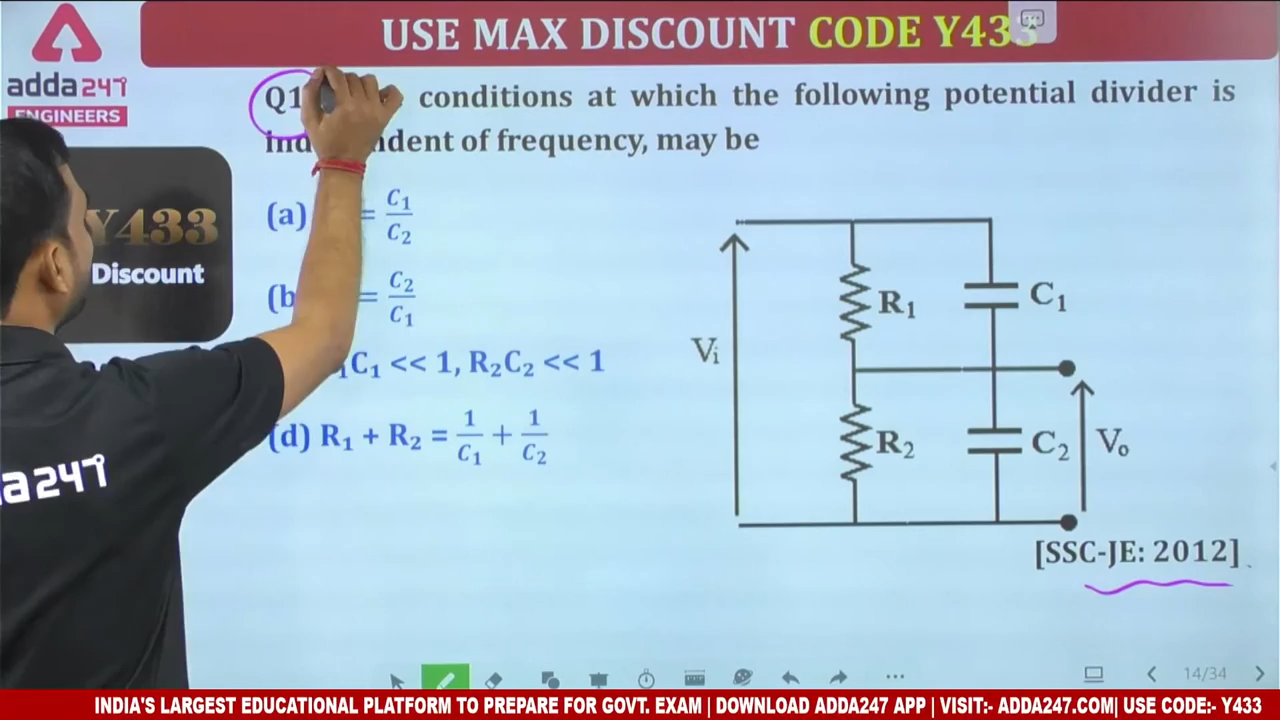 USE MAX DISCOUNT CODE Y433
adda247
ENGINEERS
Q1 conditions at which the following potential divider is
of frequency, may be
Y433
Discount
(a) = C₁/C₂
(b = C₂/C₁
C₁ << 1, R₂C₂ << 1
(d) R₁ + R₂ = 1/C₁ + 1/C₂
Vᵢ
R₁
C₁
R₂
C₂
Vₒ
[SSC-JE: 2012]
a247
14/34
INDIA'S LARGEST EDUCATIONAL PLATFORM TO PREPARE FOR GOVT. EXAM | DOWNLOAD ADDA247 APP | VISIT:- ADDA247.COM| USE CODE:- Y433